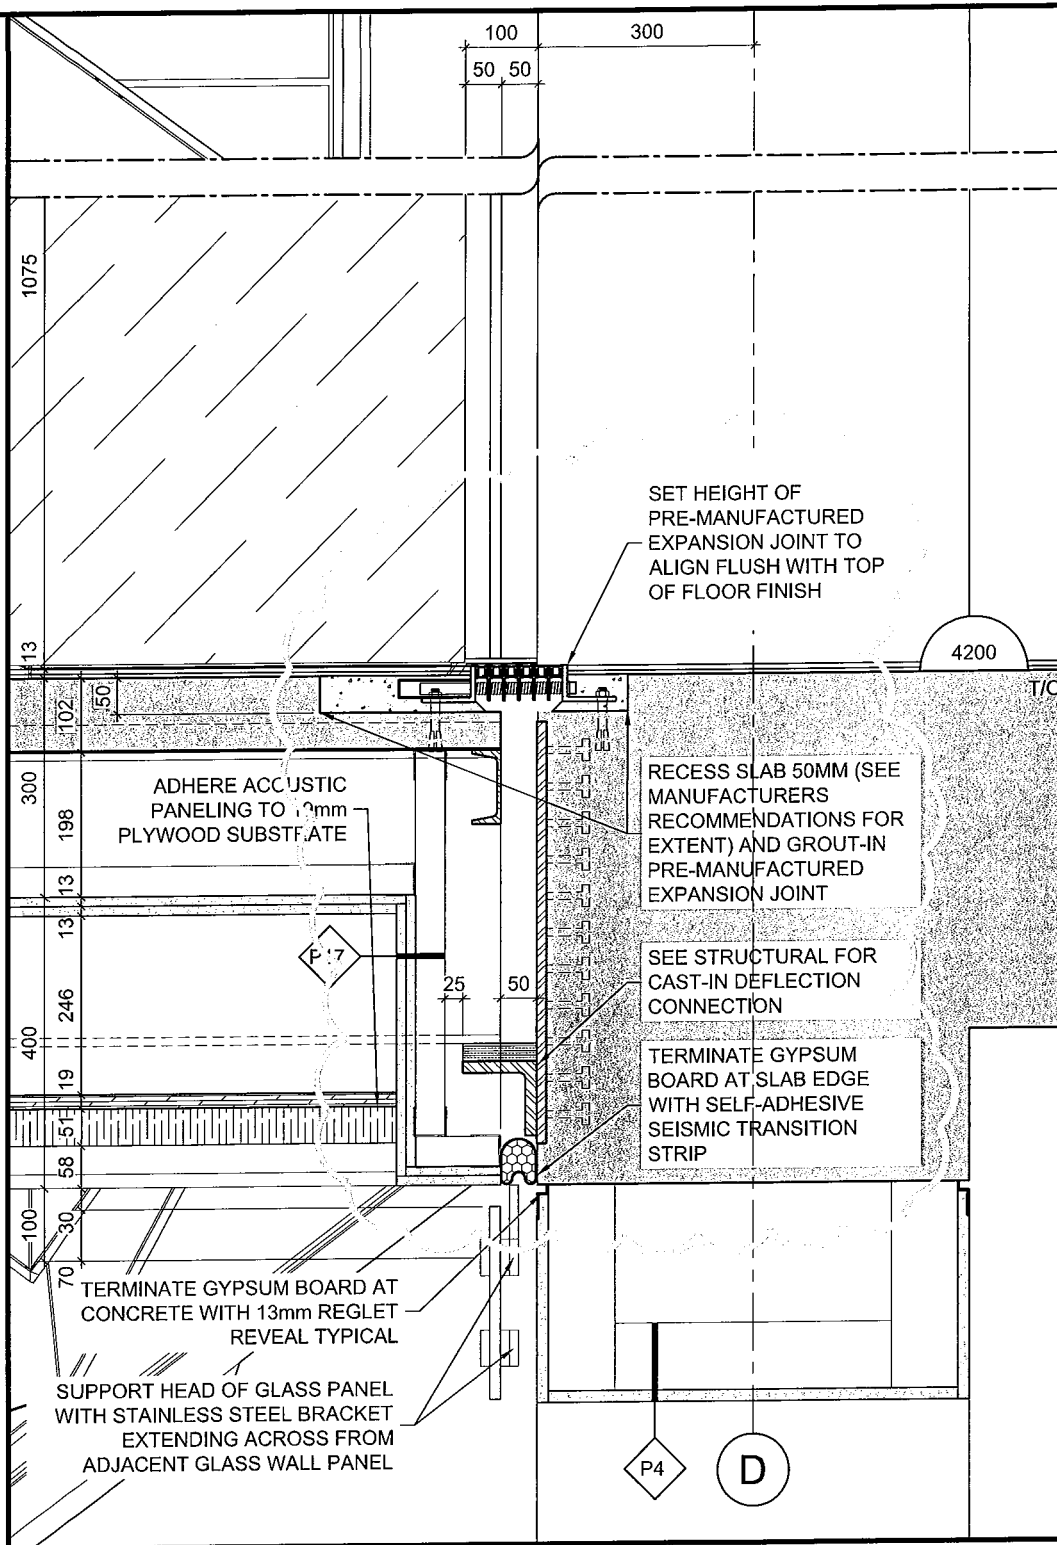 100
300
50
50
1075
SET HEIGHT OF
PRE-MANUFACTURED
EXPANSION JOINT TO
ALIGN FLUSH WITH TOP
OF FLOOR FINISH
13
4200
50
102
300
ADHERE ACOUSTIC
PANELING TO
PLYWOOD SUBSTRATE
RECESS SLAB 50MM (SEE
MANUFACTURERS
RECOMMENDATIONS FOR
EXTENT) AND GROUT-IN
PRE-MANUFACTURED
EXPANSION JOINT
198
13
13
25
50
SEE STRUCTURAL FOR
CAST-IN DEFLECTION
CONNECTION
246
400
19
TERMINATE GYPSUM
BOARD AT SLAB EDGE
WITH SELF-ADHESIVE
SEISMIC TRANSITION
STRIP
51
58
100
30
70
TERMINATE GYPSUM BOARD AT
CONCRETE WITH 13mm REGLET
REVEAL TYPICAL
SUPPORT HEAD OF GLASS PANEL
WITH STAINLESS STEEL BRACKET
EXTENDING ACROSS FROM
ADJACENT GLASS WALL PANEL
P4
D